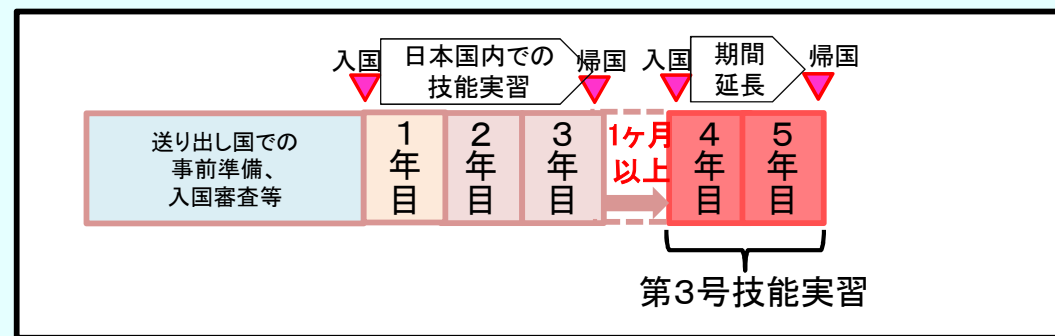 入国
日本国内での
技能実習
帰国
入国
期間
延長
帰国
送り出し国での
事前準備、
入国審査等
1年目
2年目
3年目
1ヶ月
以上
4年目
5年目
第3号技能実習